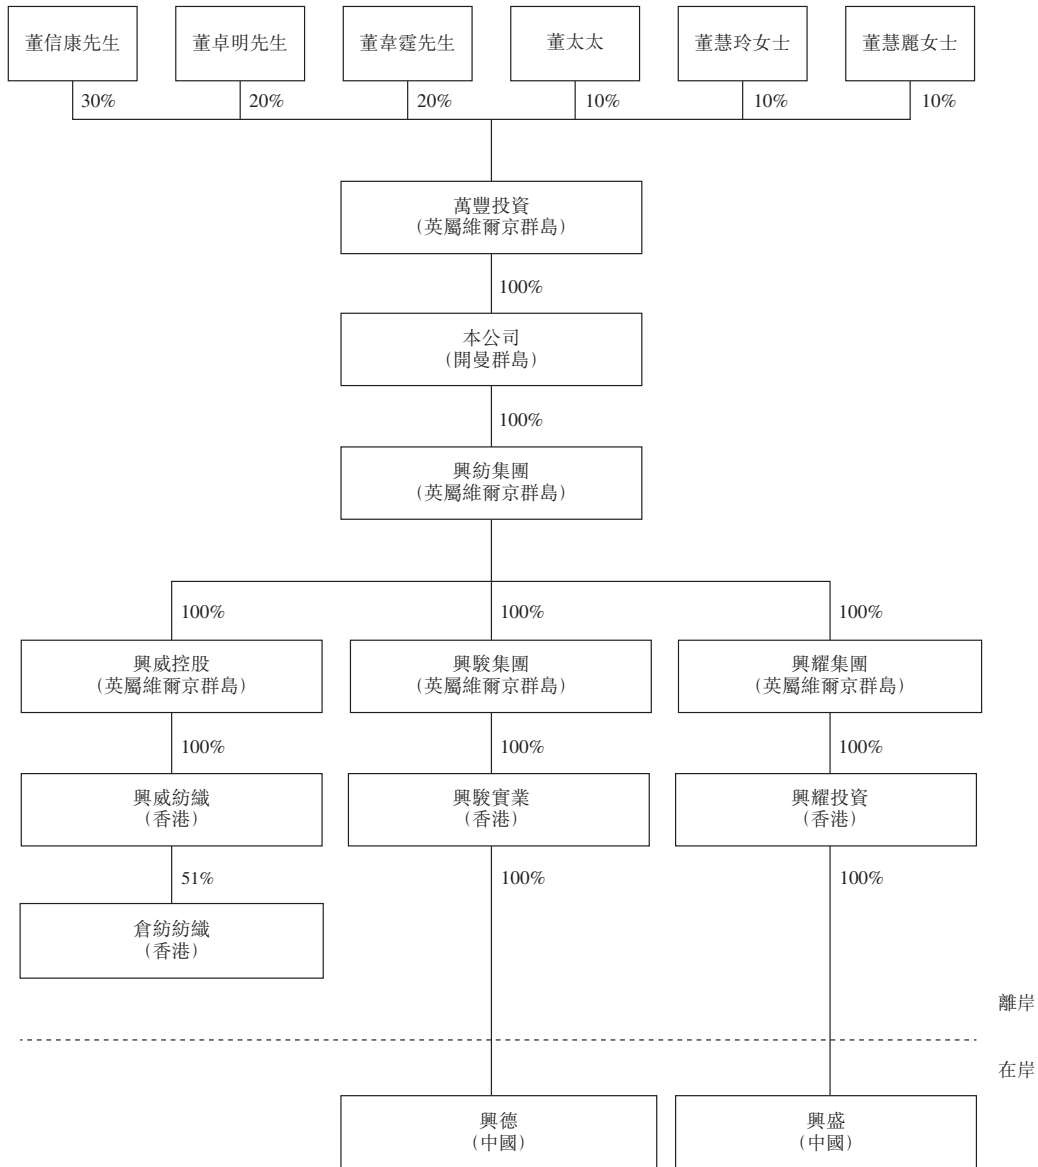 董信康先生
董卓明先生
董韋霆先生
董太太
董慧玲女士
董慧麗女士
30%
20%
20%
10%
10%
10%
萬豐投資
（英屬維爾京群島）
100%
本公司
（開曼群島）
100%
興紡集團
（英屬維爾京群島）
100%
100%
100%
興威控股
（英屬維爾京群島）
興駿集團
（英屬維爾京群島）
興耀集團
（英屬維爾京群島）
100%
100%
100%
興威紡織
（香港）
興駿實業
（香港）
興耀投資
（香港）
51%
100%
100%
倉紡紡織
（香港）
離岸
在岸
興德
（中國）
興盛
（中國）